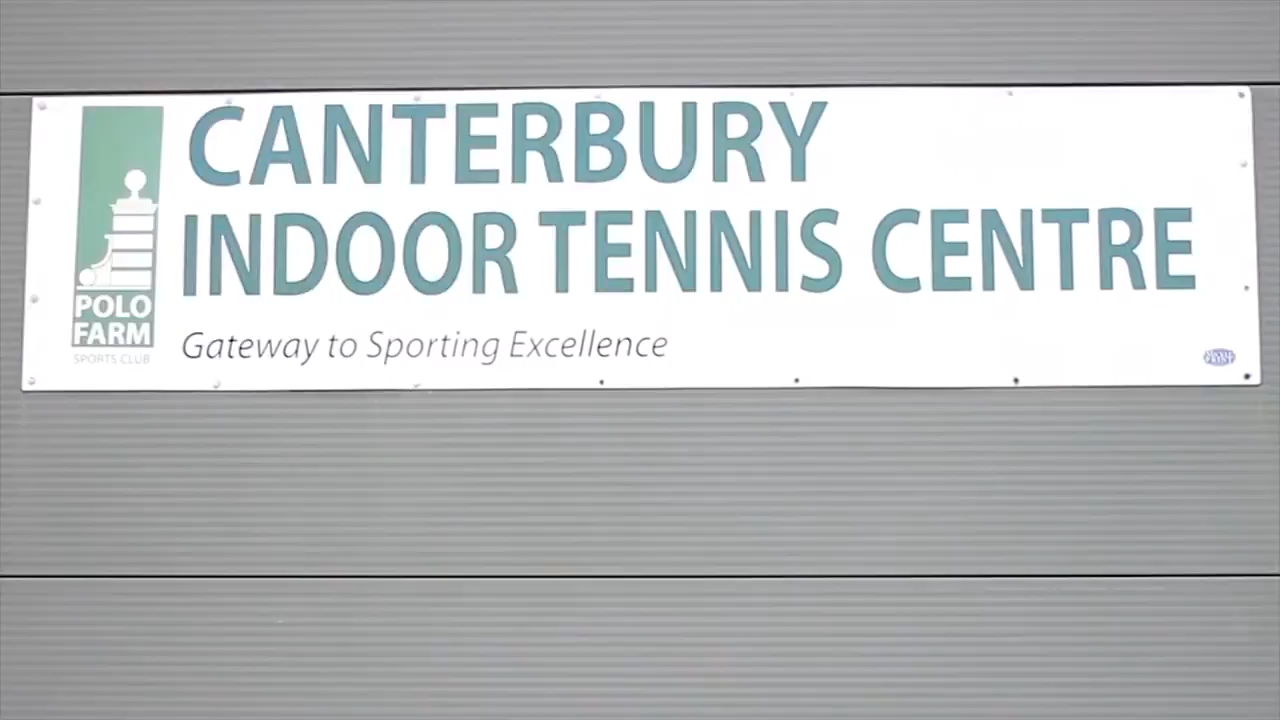 CANTERBURY
INDOOR TENNIS CENTRE
Gateway to Sporting Excellence
POLO
FARM
SPORTS CLUB